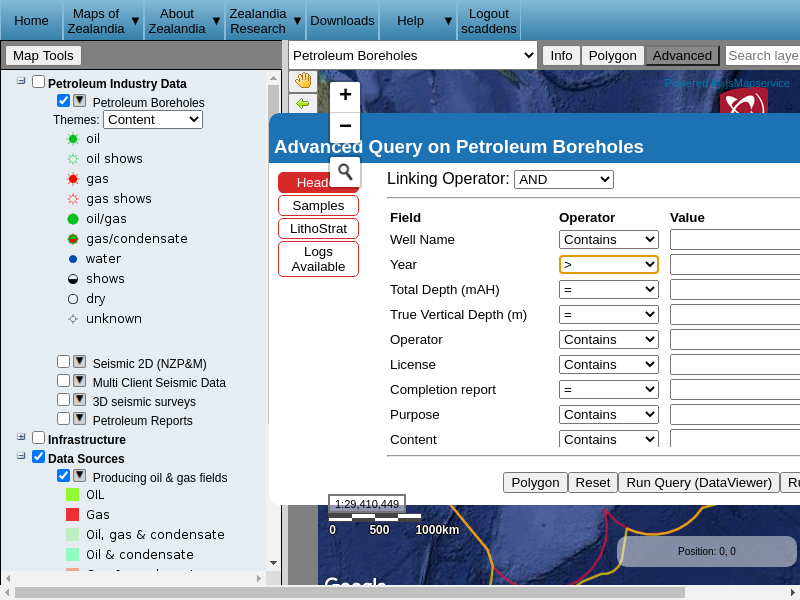 Home
Maps of Zealandia ▼
About Zealandia ▼
Zealandia Research ▼
Downloads
Help ▼
Logout scaddens
Map Tools
Petroleum Boreholes
Info
Polygon
Advanced
Search laye
Petroleum Industry Data
Petroleum Boreholes
Themes: Content
oil
oil shows
gas
gas shows
oil/gas
gas/condensate
water
shows
dry
unknown
Seismic 2D (NZP&M)
Multi Client Seismic Data
3D seismic surveys
Petroleum Reports
Infrastructure
Data Sources
Producing oil & gas fields
OIL
Gas
Oil, gas & condensate
Oil & condensate
Powered by jsMapservice
+
−
Advanced Query on Petroleum Boreholes
Heade
Samples
LithoStrat
Logs Available
Linking Operator: AND
Field Operator Value
Well Name Contains
Year >
Total Depth (mAH) =
True Vertical Depth (m) =
Operator Contains
License Contains
Completion report =
Purpose Contains
Content Contains
Polygon
Reset
Run Query (DataViewer)
Ru
1:29,410,449
0 500 1000km
Position: 0, 0
Google